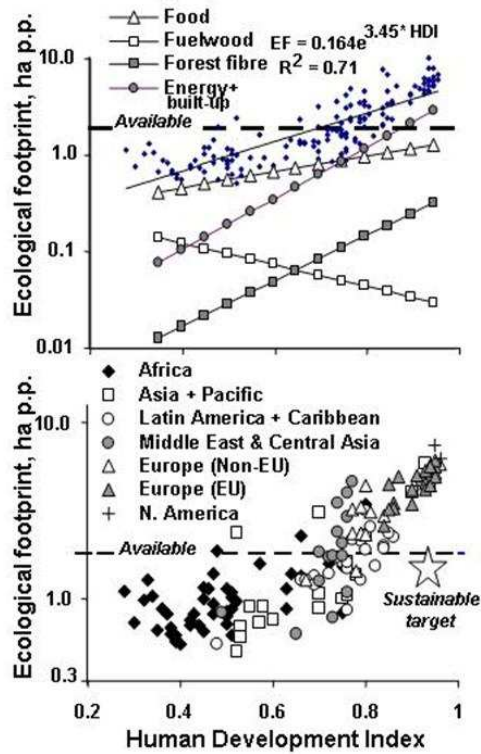 Food
Fuelwood EF = 0.164e^3.45* HDI
Forest fibre R² = 0.71
Energy+
built-up
Available
10.0
1.0
0.1
0.01
Ecological footprint, ha p.p.
Africa
Asia + Pacific
Latin America + Caribbean
Middle East & Central Asia
Europe (Non-EU)
Europe (EU)
N. America
Available
Sustainable
target
10.0
1.0
0.3
Ecological footprint, ha p.p.
0.2 0.4 0.6 0.8 1
Human Development Index